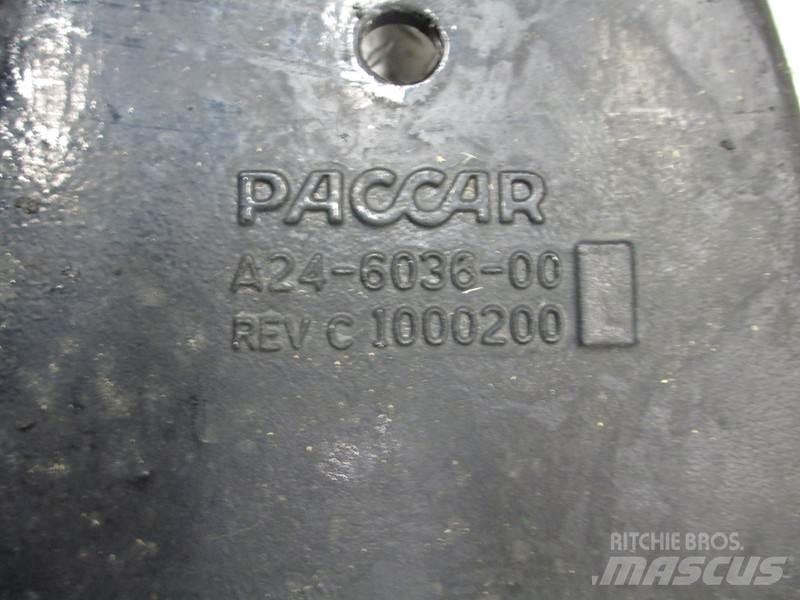 PACCAR
A24-6036-00
REV C 1000200
RITCHIE BROS.
MASCUS